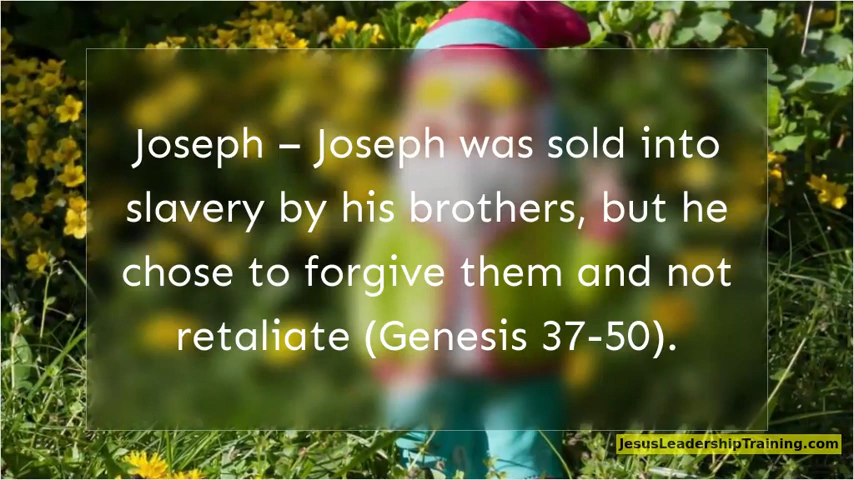 Joseph – Joseph was sold into
slavery by his brothers, but he
chose to forgive them and not
retaliate (Genesis 37-50).
JesusLeadershipTraining.com